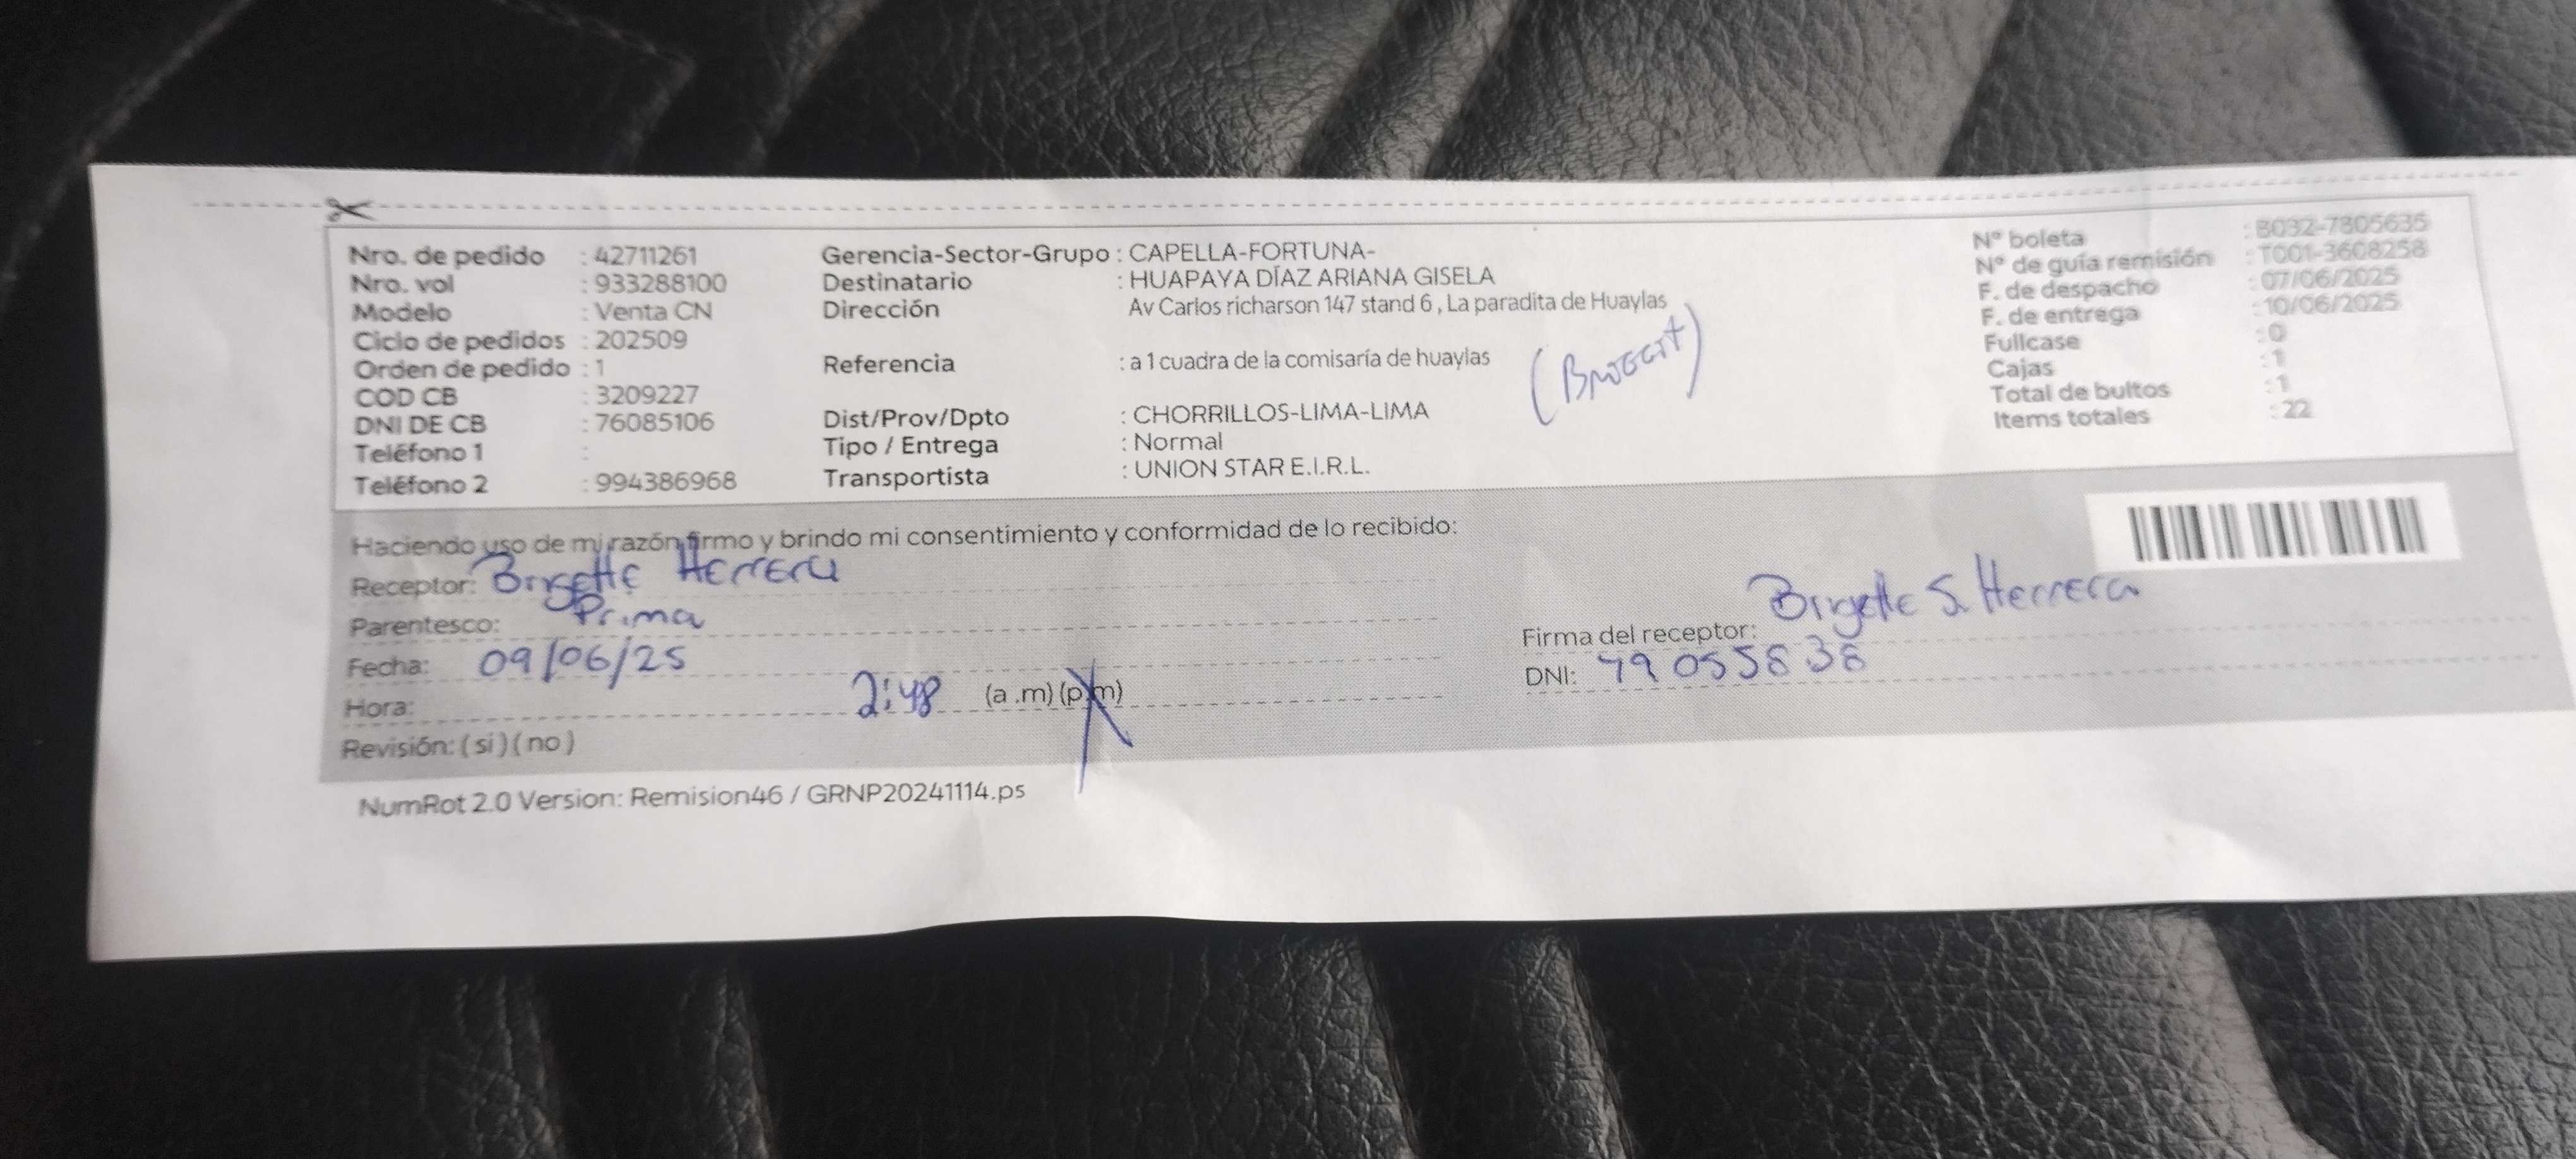 Nro. de pedido : 42711261
Nro. vol : 933288100
Modelo : Venta CN
Ciclo de pedidos : 202509
Orden de pedido : 1
COD CB : 3209227
DNI DE CB : 76085106
Teléfono 1 :
Teléfono 2 : 994386968
Gerencia-Sector-Grupo : CAPELLA-FORTUNA-
Destinatario : HUAPAYA DÍAZ ARIANA GISELA
Dirección Av Carlos richarson 147 stand 6 , La paradita de Huaylas
Referencia : a 1 cuadra de la comisaría de huaylas
Dist/Prov/Dpto : CHORRILLOS-LIMA-LIMA
Tipo / Entrega : Normal
Transportista : UNION STAR E.I.R.L.
N° boleta : B032-7805635
N° de guía remisión : T001-3608258
F. de despacho : 07/06/2025
F. de entrega : 10/06/2025
Fullcase : 0
Cajas : 1
Total de bultos : 1
Items totales : 22
Haciendo uso de mi razón firmo y brindo mi consentimiento y conformidad de lo recibido:
Receptor: Brigette Herrera
Parentesco: Prima
Fecha: 09/06/25
Hora: 2:48 (a .m) (p.m)
Revisión: ( si ) ( no )
Firma del receptor: Brigette S. Herrera
DNI:
NumRot 2.0 Version: Remision46 / GRNP20241114.ps